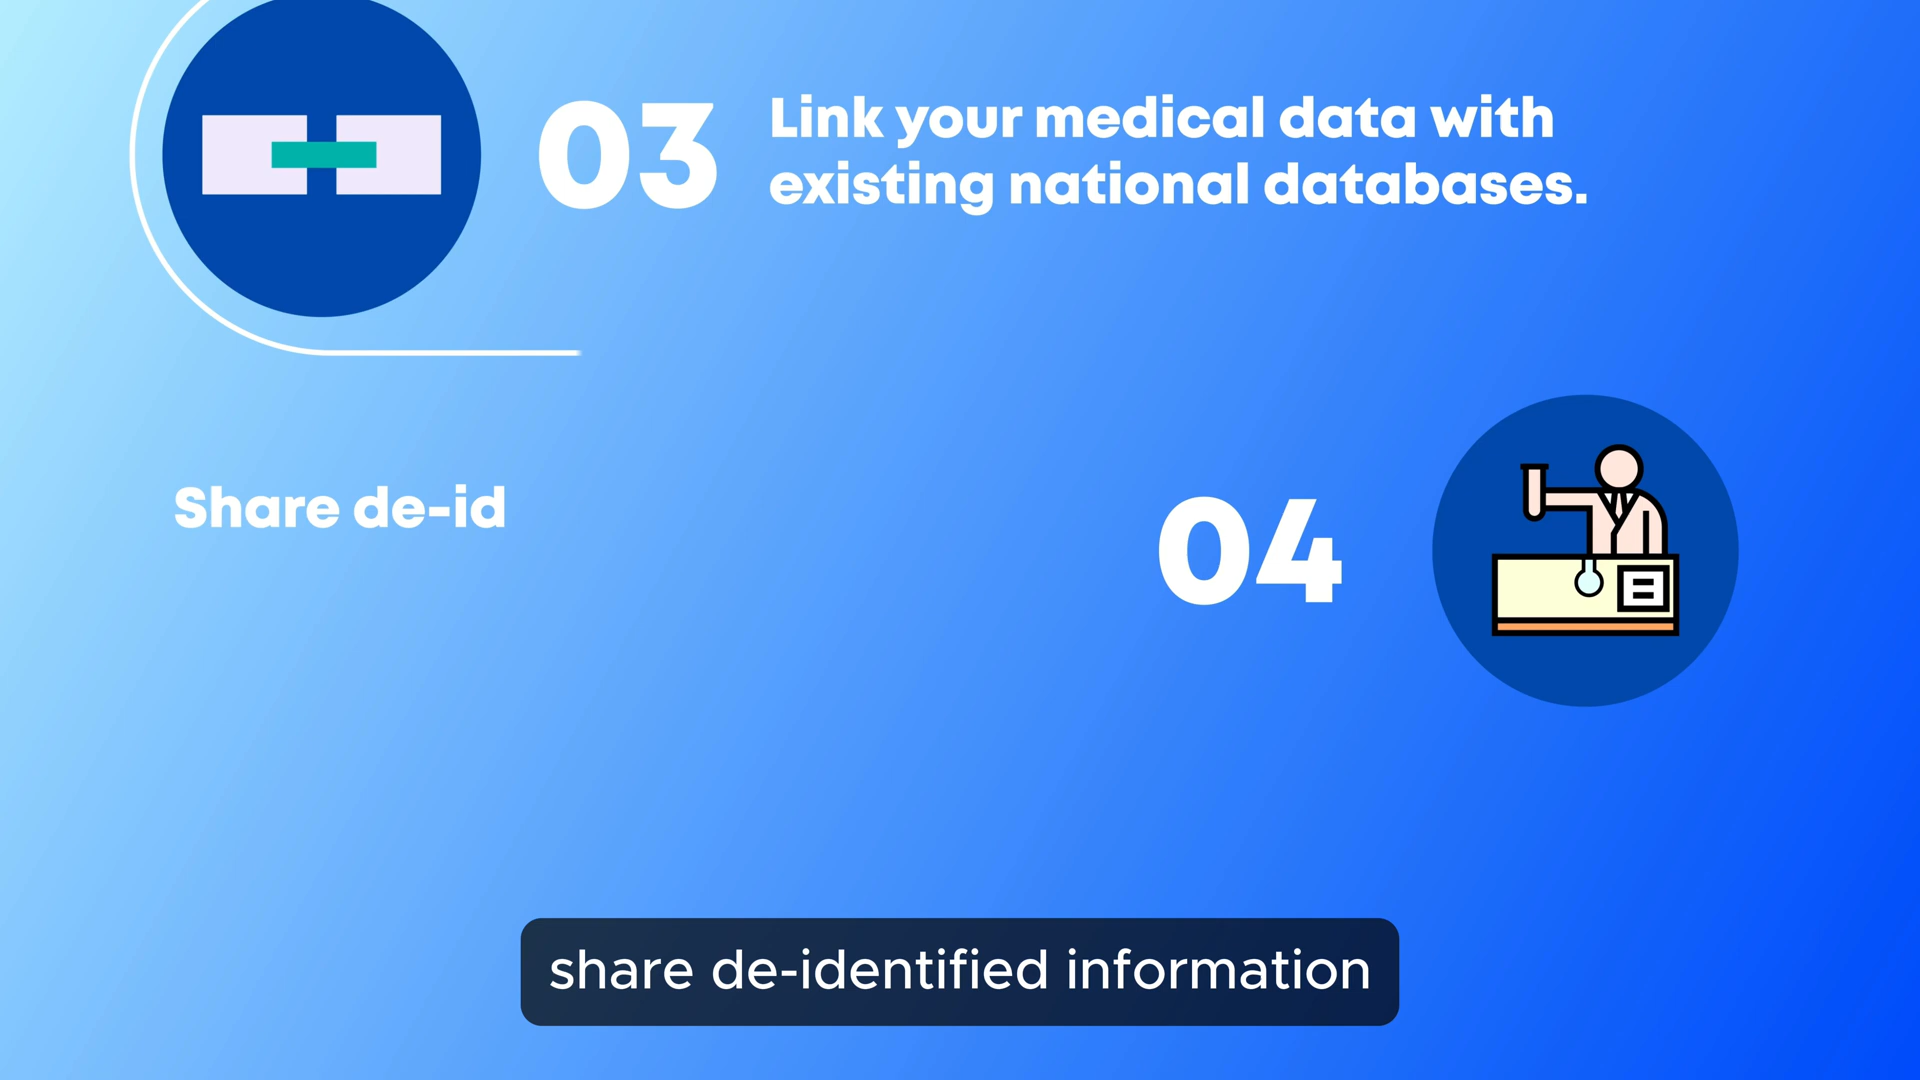 03
Link your medical data with
existing national databases.
Share de-id
04
share de-identified information